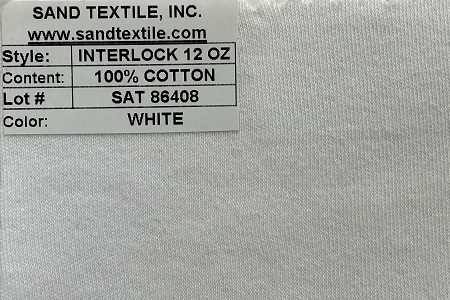 SAND TEXTILE, INC.
www.sandtextile.com
Style: INTERLOCK 12 OZ
Content: 100% COTTON
Lot # SAT 86408
Color: WHITE